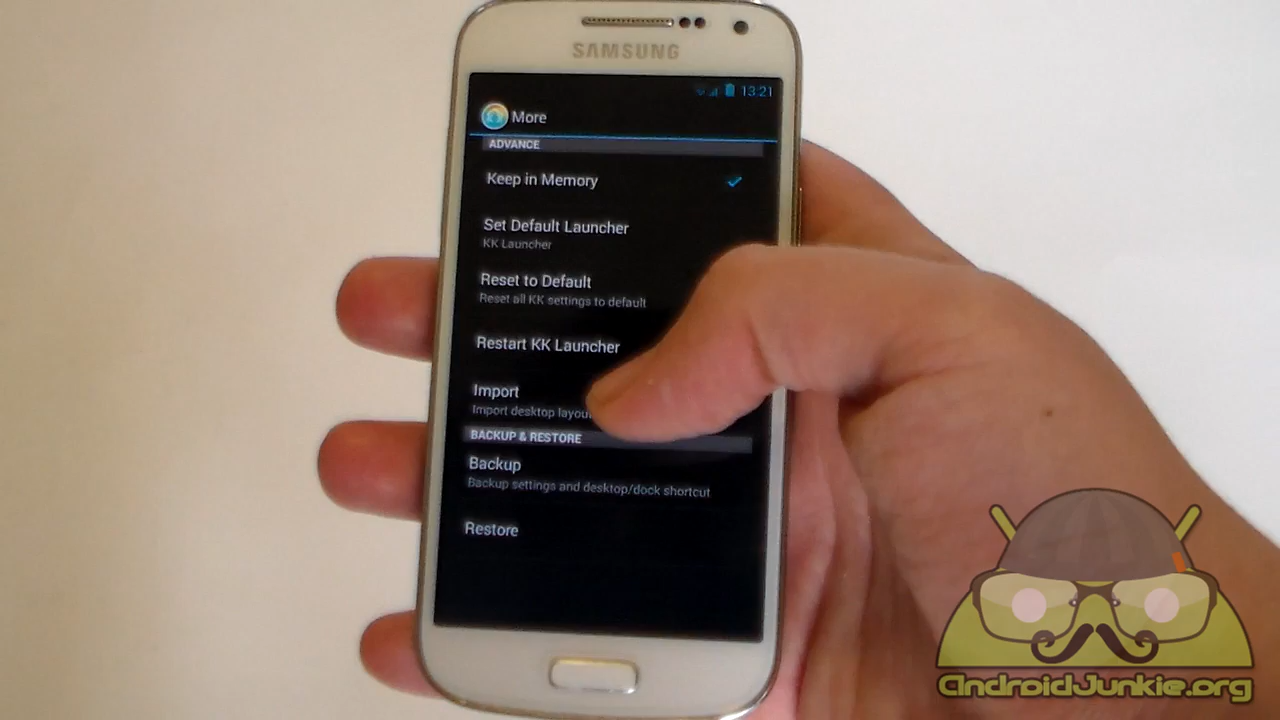 SAMSUNG
13:21
More
ADVANCE
Keep in Memory
Set Default Launcher
KK Launcher
Reset to Default
Reset all KK settings to default
Restart KK Launcher
Import
Import desktop
BACKUP & RESTORE
Backup
Backup settings and desktop/dock shortcut
Restore
androidJunkie.org